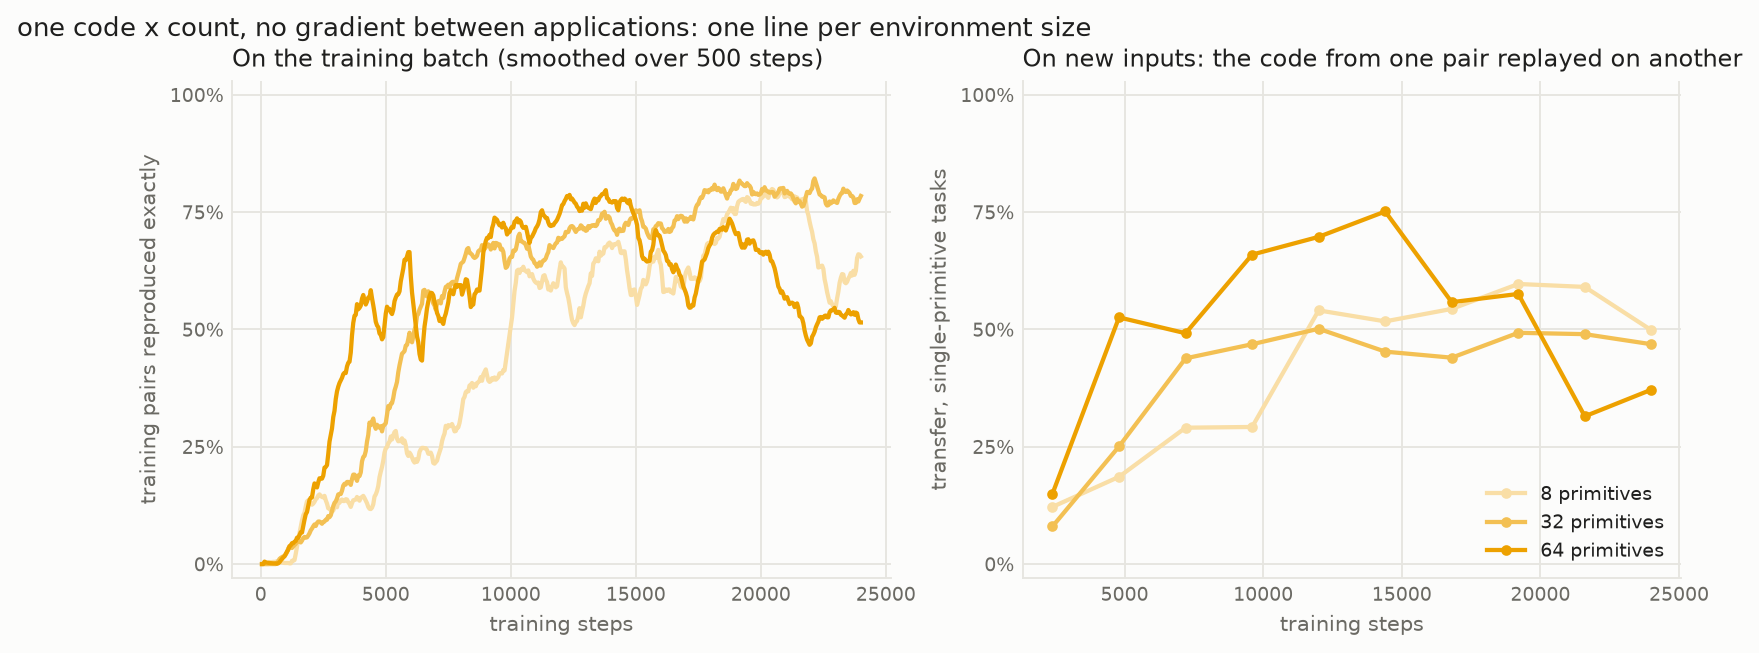 one code x count, no gradient between applications: one line per environment size
On the training batch (smoothed over 500 steps)
training pairs reproduced exactly
100%
75%
50%
25%
0%
0
5000
10000
15000
20000
25000
training steps
On new inputs: the code from one pair replayed on another
transfer, single-primitive tasks
100%
75%
50%
25%
0%
5000
10000
15000
20000
25000
training steps
8 primitives
32 primitives
64 primitives